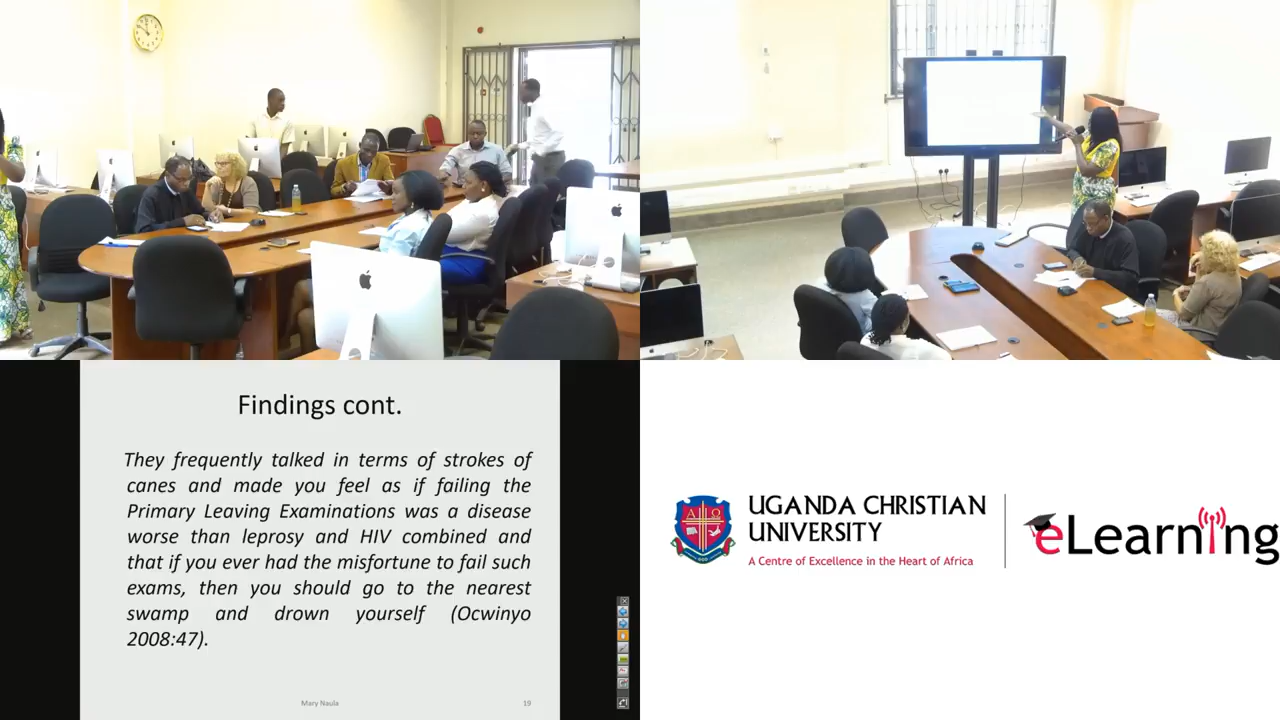 Findings cont.
They frequently talked in terms of strokes of
canes and made you feel as if failing the
Primary Leaving Examinations was a disease
worse than leprosy and HIV combined and
that if you ever had the misfortune to fail such
exams, then you should go to the nearest
swamp and drown yourself (Ocwinyo
2008:47).
Mary Naula
19
UGANDA CHRISTIAN
UNIVERSITY
A Centre of Excellence in the Heart of Africa
eLearning